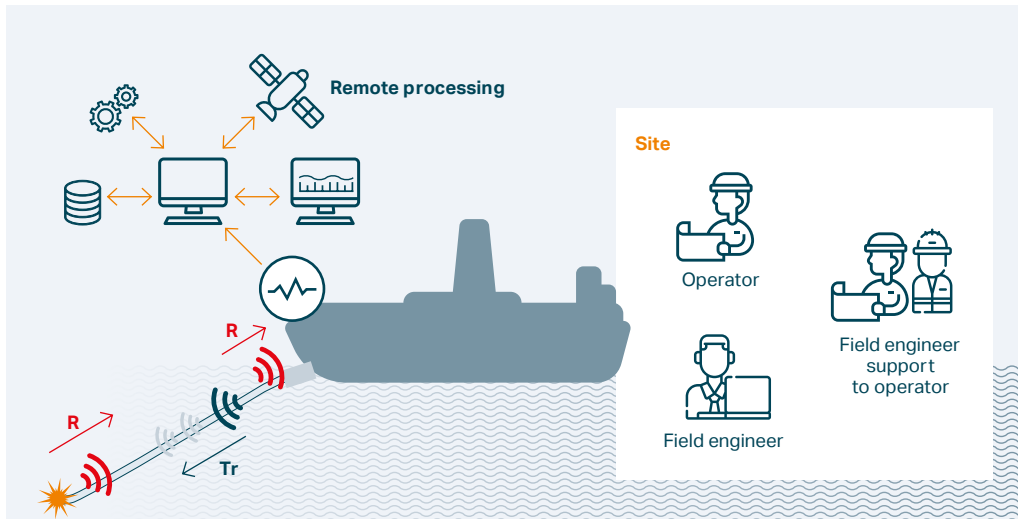 Remote processing
Site
Operator
Field engineer
support
to operator
Field engineer
R
R
Tr